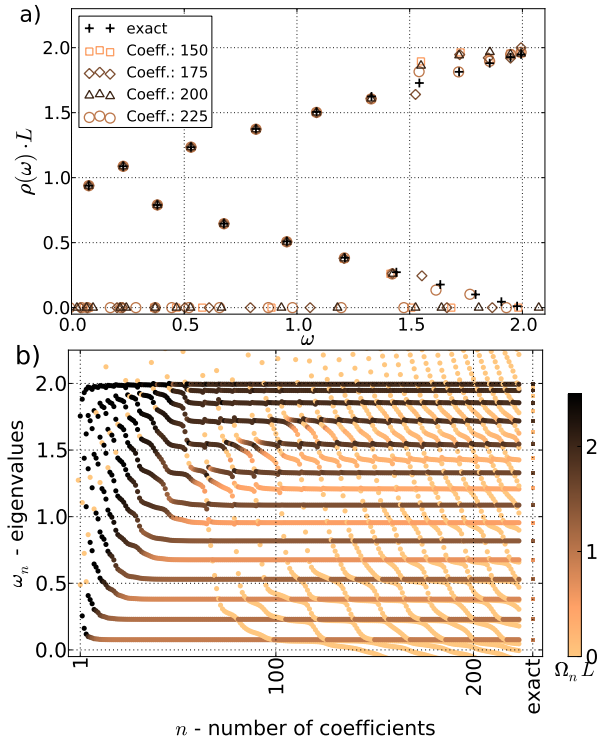 a)
2.0
1.5
1.0
0.5
0.0
ρ(ω) · L
exact
Coeff.: 150
Coeff.: 175
Coeff.: 200
Coeff.: 225
0.0 0.5 1.0 1.5 2.0
ω
b)
2.0
1.5
1.0
0.5
0.0
ωₙ - eigenvalues
1 100 200 exact
n - number of coefficients
2
1
0
Ωₙ L